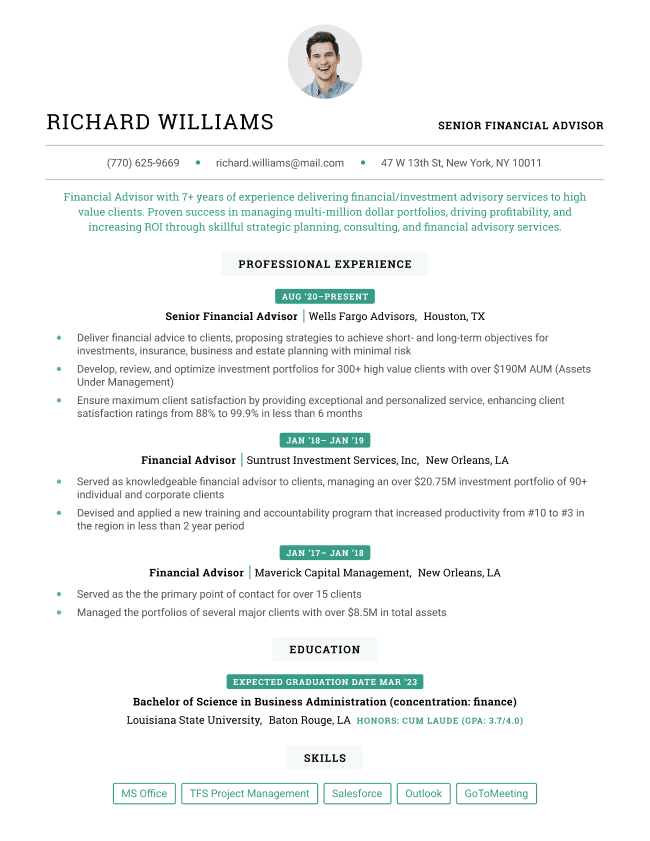 RICHARD WILLIAMS
SENIOR FINANCIAL ADVISOR
(770) 625-9669 • richard.williams@mail.com • 47 W 13th St, New York, NY 10011
Financial Advisor with 7+ years of experience delivering financial/investment advisory services to high
value clients. Proven success in managing multi-million dollar portfolios, driving profitability, and
increasing ROI through skillful strategic planning, consulting, and financial advisory services.
PROFESSIONAL EXPERIENCE
AUG '20–PRESENT
Senior Financial Advisor | Wells Fargo Advisors, Houston, TX
• Deliver financial advice to clients, proposing strategies to achieve short- and long-term objectives for
investments, insurance, business and estate planning with minimal risk
• Develop, review, and optimize investment portfolios for 300+ high value clients with over $190M AUM (Assets
Under Management)
• Ensure maximum client satisfaction by providing exceptional and personalized service, enhancing client
satisfaction ratings from 88% to 99.9% in less than 6 months
JAN '18– JAN '19
Financial Advisor | Suntrust Investment Services, Inc, New Orleans, LA
• Served as knowledgeable financial advisor to clients, managing an over $20.75M investment portfolio of 90+
individual and corporate clients
• Devised and applied a new training and accountability program that increased productivity from #10 to #3 in
the region in less than 2 year period
JAN '17– JAN '18
Financial Advisor | Maverick Capital Management, New Orleans, LA
• Served as the the primary point of contact for over 15 clients
• Managed the portfolios of several major clients with over $8.5M in total assets
EDUCATION
EXPECTED GRADUATION DATE MAR '23
Bachelor of Science in Business Administration (concentration: finance)
Louisiana State University, Baton Rouge, LA HONORS: CUM LAUDE (GPA: 3.7/4.0)
SKILLS
MS Office TFS Project Management Salesforce Outlook GoToMeeting